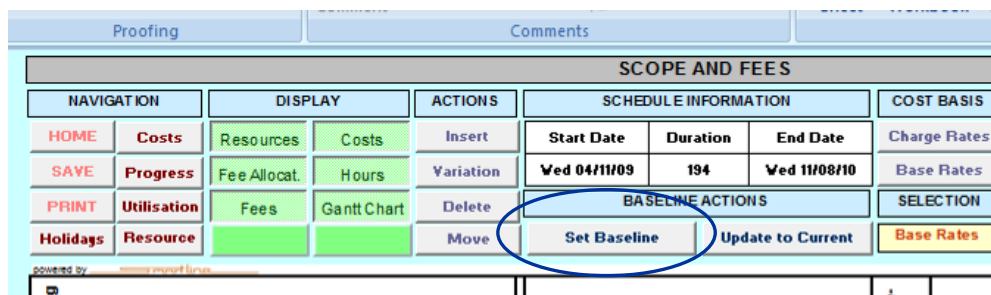 Proofing Comments
SCOPE AND FEES
NAVIGATION DISPLAY ACTIONS SCHEDULE INFORMATION COST BASIS
HOME Costs Resources Costs Insert Start Date Duration End Date Charge Rates
SAVE Progress Fee Allocat. Hours Variation Wed 04/11/09 194 Wed 11/08/10 Base Rates
PRINT Utilisation Fees Gantt Chart Delete BASELINE ACTIONS SELECTION
Holidays Resource Move Set Baseline Update to Current Base Rates
powered by